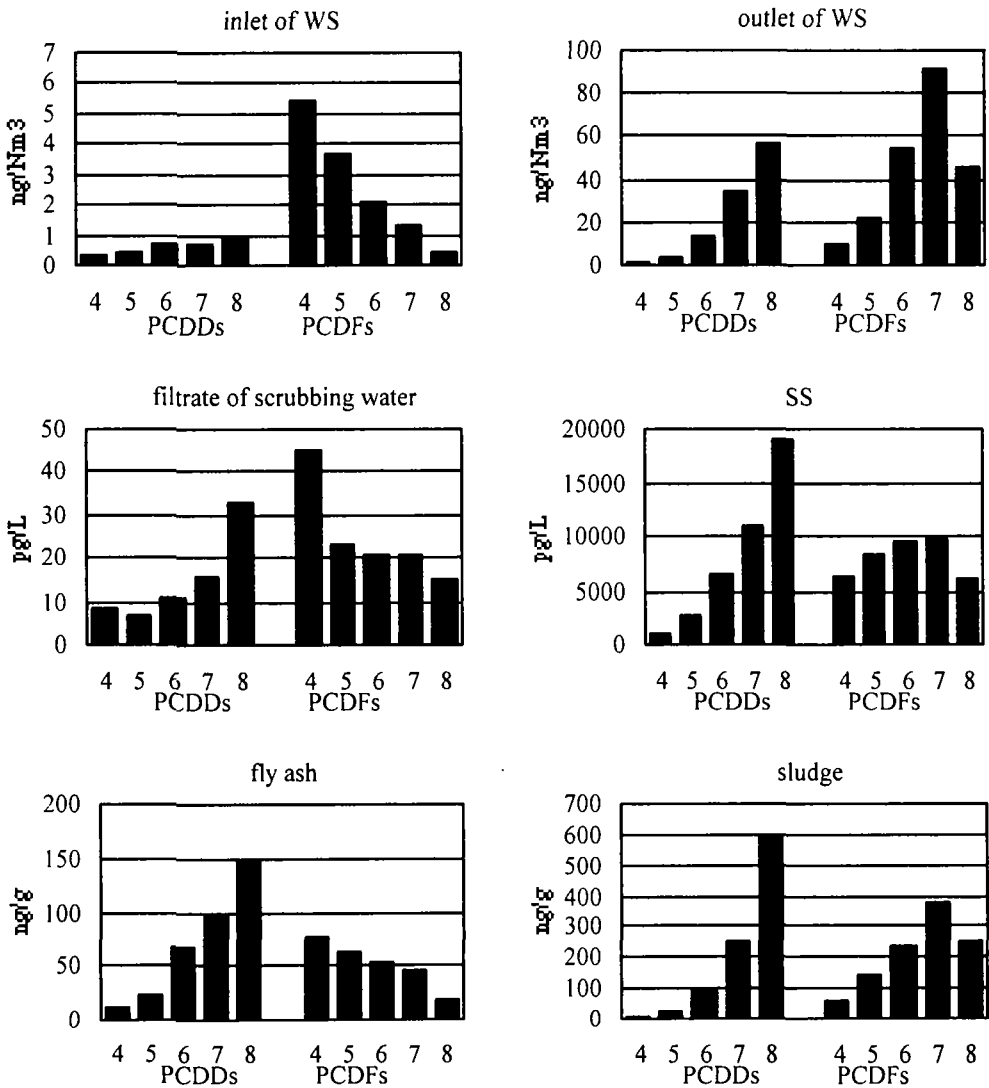 inlet of WS
7
6
5
4
3
2
1
0
ng/Nm3
4 5 6 7 8 4 5 6 7 8
PCDDs PCDFs
outlet of WS
100
80
60
40
20
0
ng/Nm3
4 5 6 7 8 4 5 6 7 8
PCDDs PCDFs
filtrate of scrubbing water
50
40
30
20
10
0
pg/L
4 5 6 7 8 4 5 6 7 8
PCDDs PCDFs
SS
20000
15000
10000
5000
0
pg/L
4 5 6 7 8 4 5 6 7 8
PCDDs PCDFs
fly ash
200
150
100
50
0
ng/g
4 5 6 7 8 4 5 6 7 8
PCDDs PCDFs
sludge
700
600
500
400
300
200
100
0
ng/g
4 5 6 7 8 4 5 6 7 8
PCDDs PCDFs